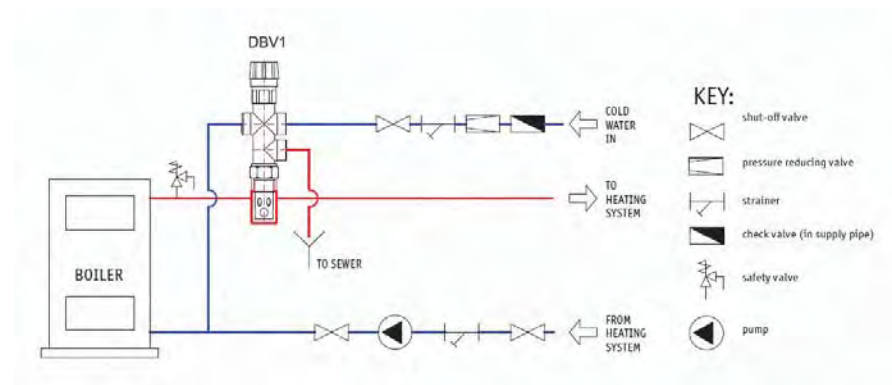 DBV1
COLD
WATER
IN
TO
HEATING
SYSTEM
TO SEWER
BOILER
FROM
HEATING
SYSTEM
KEY:
shut-off valve
pressure reducing valve
strainer
check valve (in supply pipe)
safety valve
pump